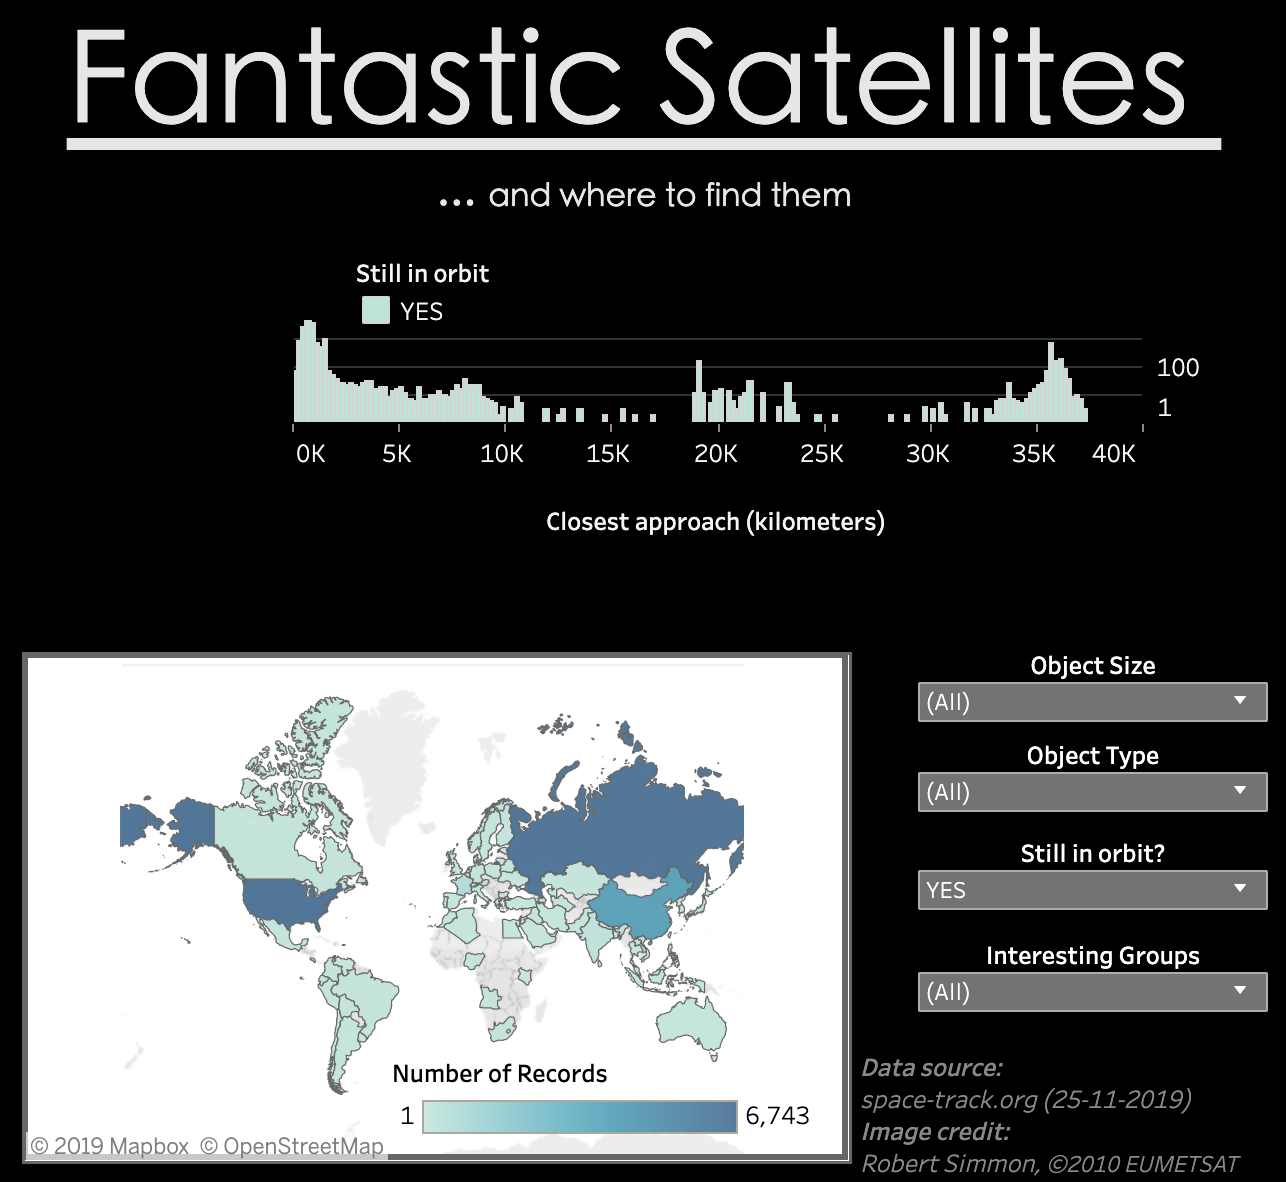 Fantastic Satellites
... and where to find them
Still in orbit
YES
100
1
0K 5K 10K 15K 20K 25K 30K 35K 40K
Closest approach (kilometers)
Object Size
(All)
Object Type
(All)
Still in orbit?
YES
Interesting Groups
(All)
Number of Records
1 6,743
© 2019 Mapbox © OpenStreetMap
Data source:
space-track.org (25-11-2019)
Image credit:
Robert Simmon, ©2010 EUMETSAT